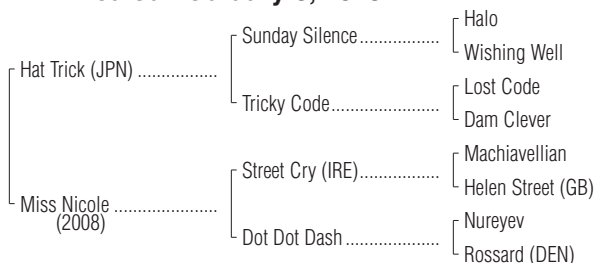 Halo
Sunday Silence.................
Wishing Well
Hat Trick (JPN) .................
Lost Code
Tricky Code.......................
Dam Clever
Machiavellian
Street Cry (IRE).................
Helen Street (GB)
Miss Nicole ......................
(2008)
Nureyev
Dot Dot Dash ....................
Rossard (DEN)